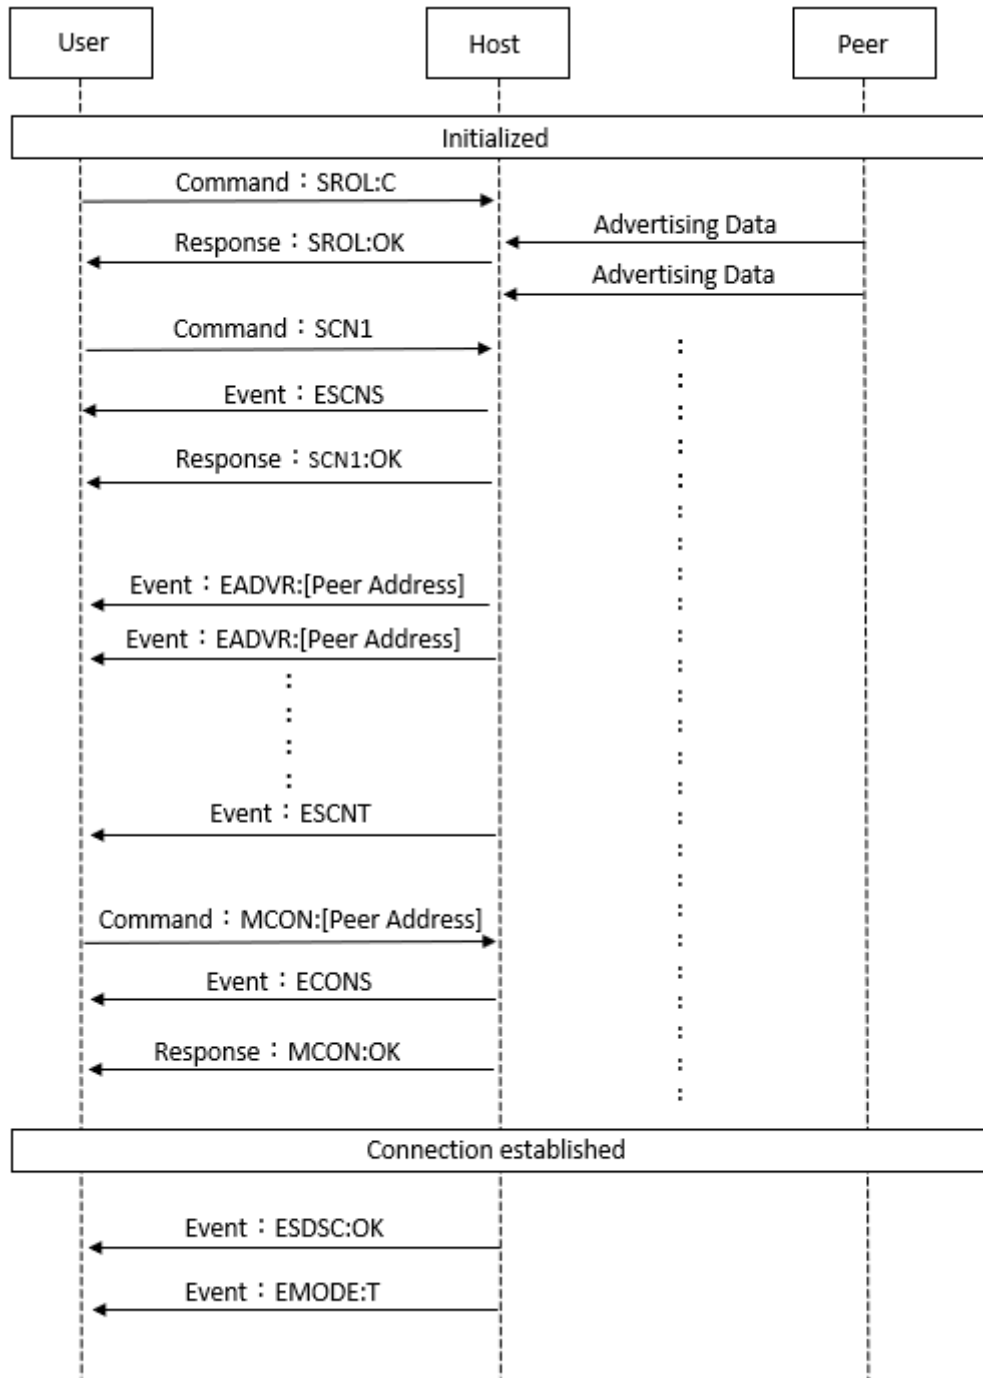 User
Host
Peer
Initialized
Command：SROL:C
Advertising Data
Response：SROL:OK
Advertising Data
Command：SCN1
Event：ESCNS
Response：SCN1:OK
Event：EADVR:[Peer Address]
Event：EADVR:[Peer Address]
Event：ESCNT
Command：MCON:[Peer Address]
Event：ECONS
Response：MCON:OK
Connection established
Event：ESDSC:OK
Event：EMODE:T